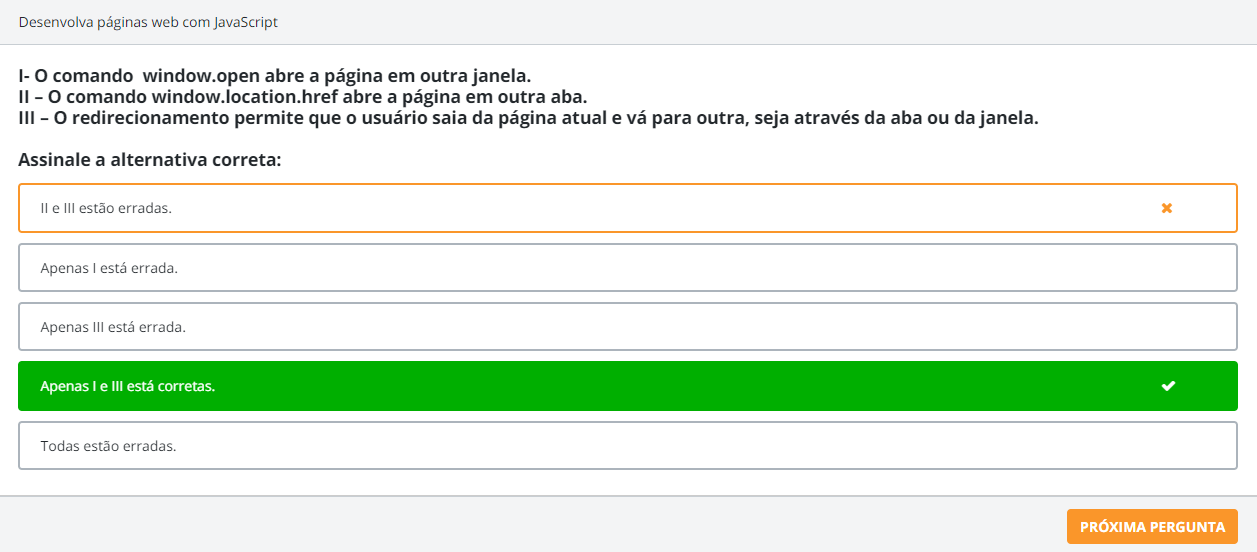 Desenvolva páginas web com JavaScript
I- O comando  window.open abre a página em outra janela.
II – O comando window.location.href abre a página em outra aba.
III – O redirecionamento permite que o usuário saia da página atual e vá para outra, seja através da aba ou da janela.
Assinale a alternativa correta:
II e III estão erradas.
Apenas I está errada.
Apenas III está errada.
Apenas I e III está corretas.
Todas estão erradas.
PRÓXIMA PERGUNTA